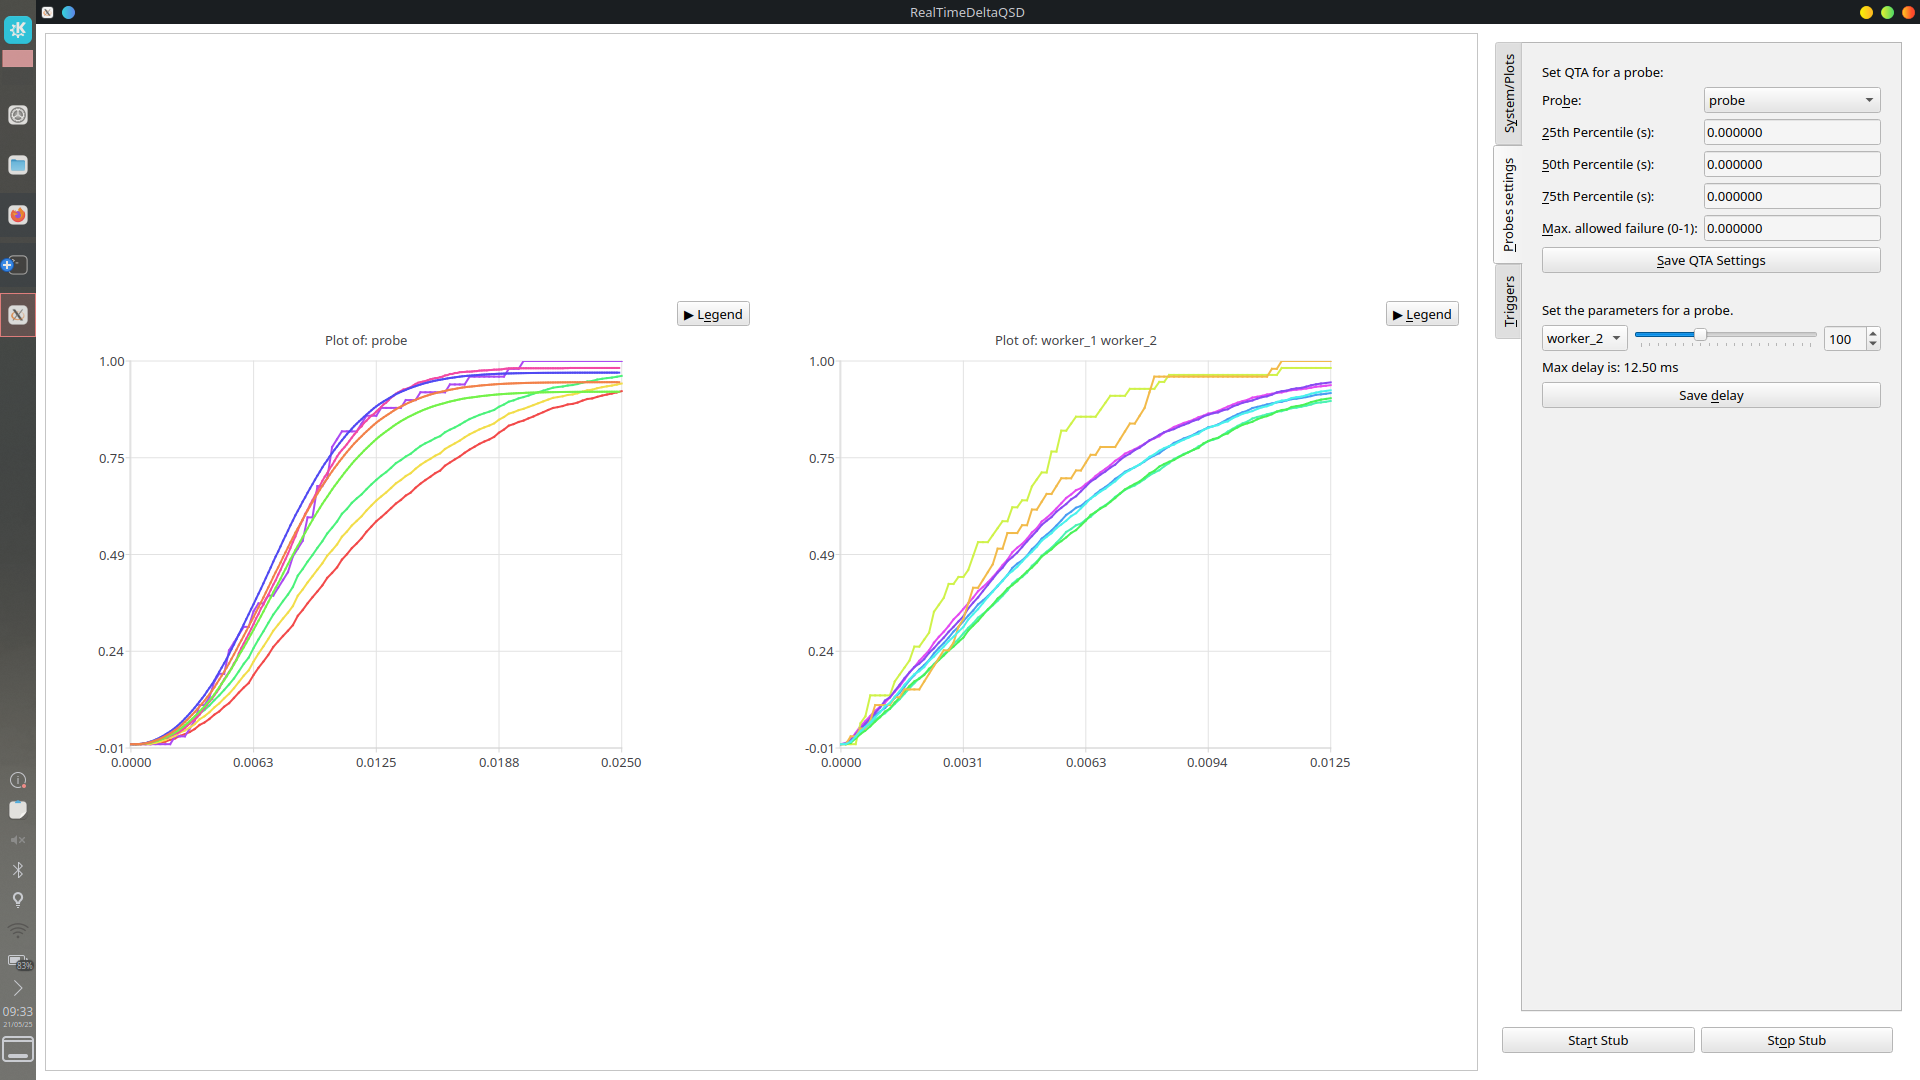 RealTimeDeltaQSD
▶ Legend
Plot of: probe
1.00
0.75
0.49
0.24
-0.01
0.0000 0.0063 0.0125 0.0188 0.0250
▶ Legend
Plot of: worker_1 worker_2
1.00
0.75
0.49
0.24
-0.01
0.0000 0.0031 0.0063 0.0094 0.0125
System/Plots
Probes settings
Triggers
Set QTA for a probe:
Probe: probe
25th Percentile (s): 0.000000
50th Percentile (s): 0.000000
75th Percentile (s): 0.000000
Max. allowed failure (0-1): 0.000000
Save QTA Settings
Set the parameters for a probe.
worker_2 100
Max delay is: 12.50 ms
Save delay
Start Stub Stop Stub
83%
09:33
21/05/25